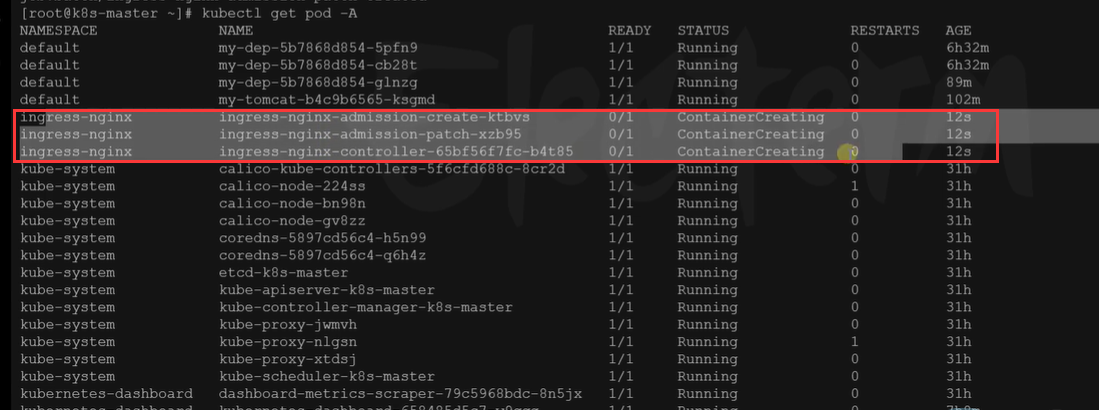 [root@k8s-master ~]# kubectl get pod -A
NAMESPACE NAME READY STATUS RESTARTS AGE
default my-dep-5b7868d854-5pfn9 1/1 Running 0 6h32m
default my-dep-5b7868d854-cb28t 1/1 Running 0 6h32m
default my-dep-5b7868d854-glnzg 1/1 Running 0 89m
default my-tomcat-b4c9b6565-ksgmd 1/1 Running 0 102m
ingress-nginx ingress-nginx-admission-create-ktbvs 0/1 ContainerCreating 0 12s
ingress-nginx ingress-nginx-admission-patch-xzb95 0/1 ContainerCreating 0 12s
ingress-nginx ingress-nginx-controller-65bf56f7fc-b4t85 0/1 ContainerCreating 0 12s
kube-system calico-kube-controllers-5f6cfd688c-8cr2d 1/1 Running 0 31h
kube-system calico-node-224ss 1/1 Running 1 31h
kube-system calico-node-bn98n 1/1 Running 0 31h
kube-system calico-node-gv8zz 1/1 Running 0 31h
kube-system coredns-5897cd56c4-h5n99 1/1 Running 0 31h
kube-system coredns-5897cd56c4-q6h4z 1/1 Running 0 31h
kube-system etcd-k8s-master 1/1 Running 0 31h
kube-system kube-apiserver-k8s-master 1/1 Running 0 31h
kube-system kube-controller-manager-k8s-master 1/1 Running 0 31h
kube-system kube-proxy-jwmvh 1/1 Running 0 31h
kube-system kube-proxy-nlgsn 1/1 Running 1 31h
kube-system kube-proxy-xtdsj 1/1 Running 0 31h
kube-system kube-scheduler-k8s-master 1/1 Running 0 31h
kubernetes-dashboard dashboard-metrics-scraper-79c5968bdc-8n5jx 1/1 Running 0 31h